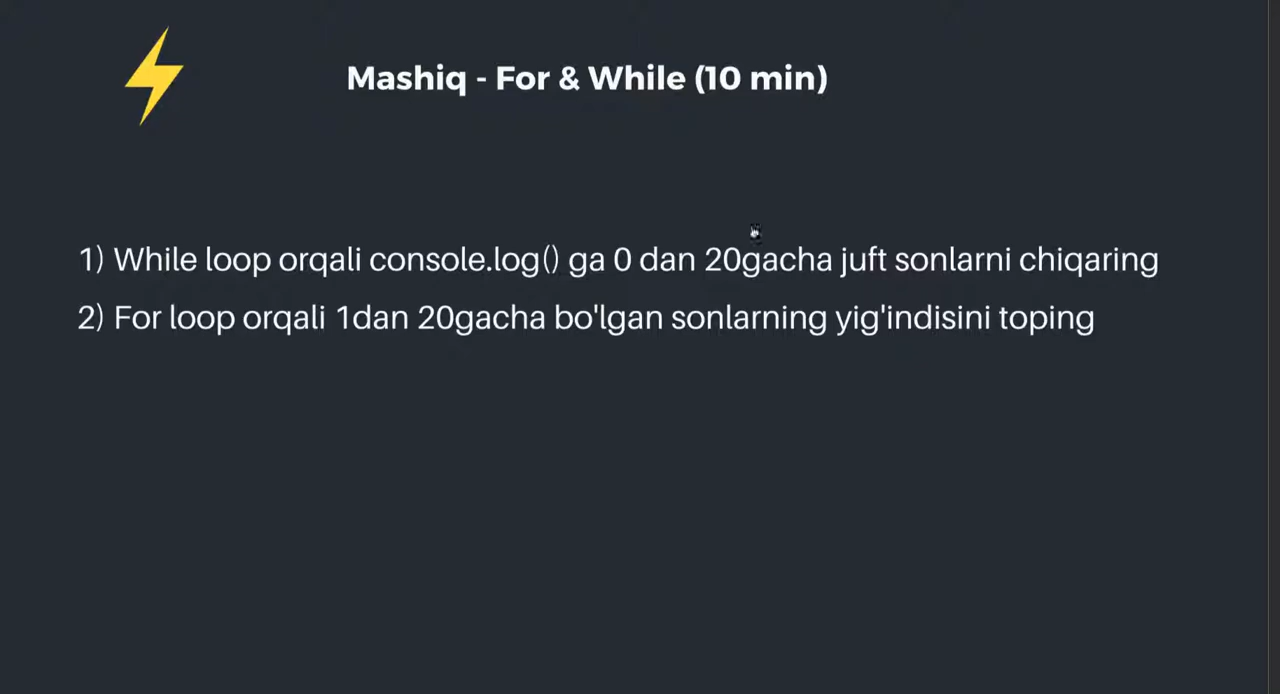 Mashiq - For & While (10 min)
1) While loop orqali console.log() ga 0 dan 20gacha juft sonlarni chiqaring
2) For loop orqali 1dan 20gacha bo'lgan sonlarning yig'indisini toping